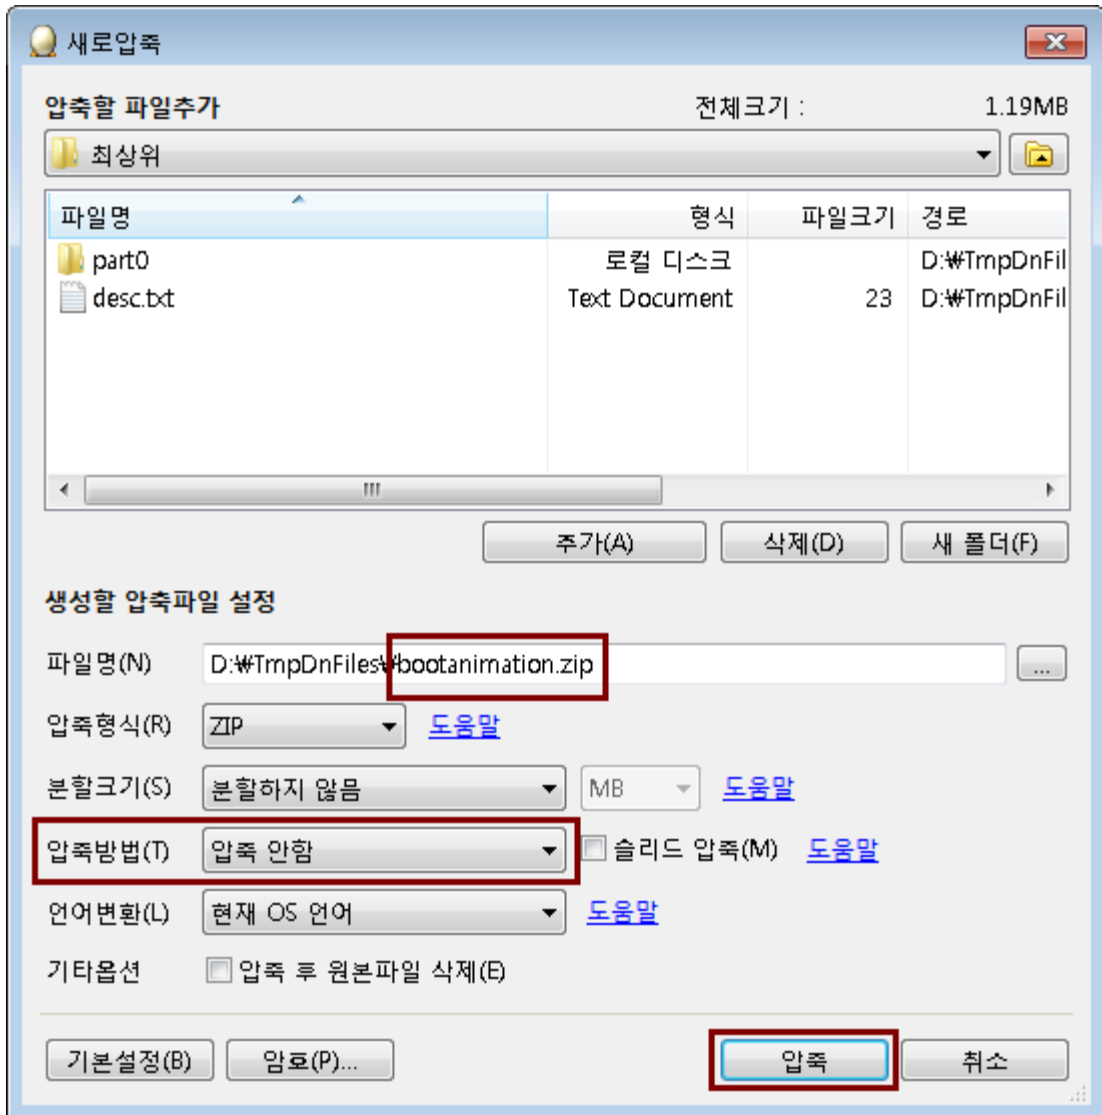 새로압축
압축할 파일추가 전체크기 : 1.19MB
최상위
파일명 형식 파일크기 경로
part0 로컬 디스크 D:₩TmpDnFil
desc.txt Text Document 23 D:₩TmpDnFil
추가(A) 삭제(D) 새 폴더(F)
생성할 압축파일 설정
파일명(N) D:₩TmpDnFiles₩bootanimation.zip ...
압축형식(R) ZIP 도움말
분할크기(S) 분할하지 않음 MB 도움말
압축방법(T) 압축 안함 솔리드 압축(M) 도움말
언어변환(L) 현재 OS 언어 도움말
기타옵션 압축 후 원본파일 삭제(E)
기본설정(B) 암호(P)... 압축 취소